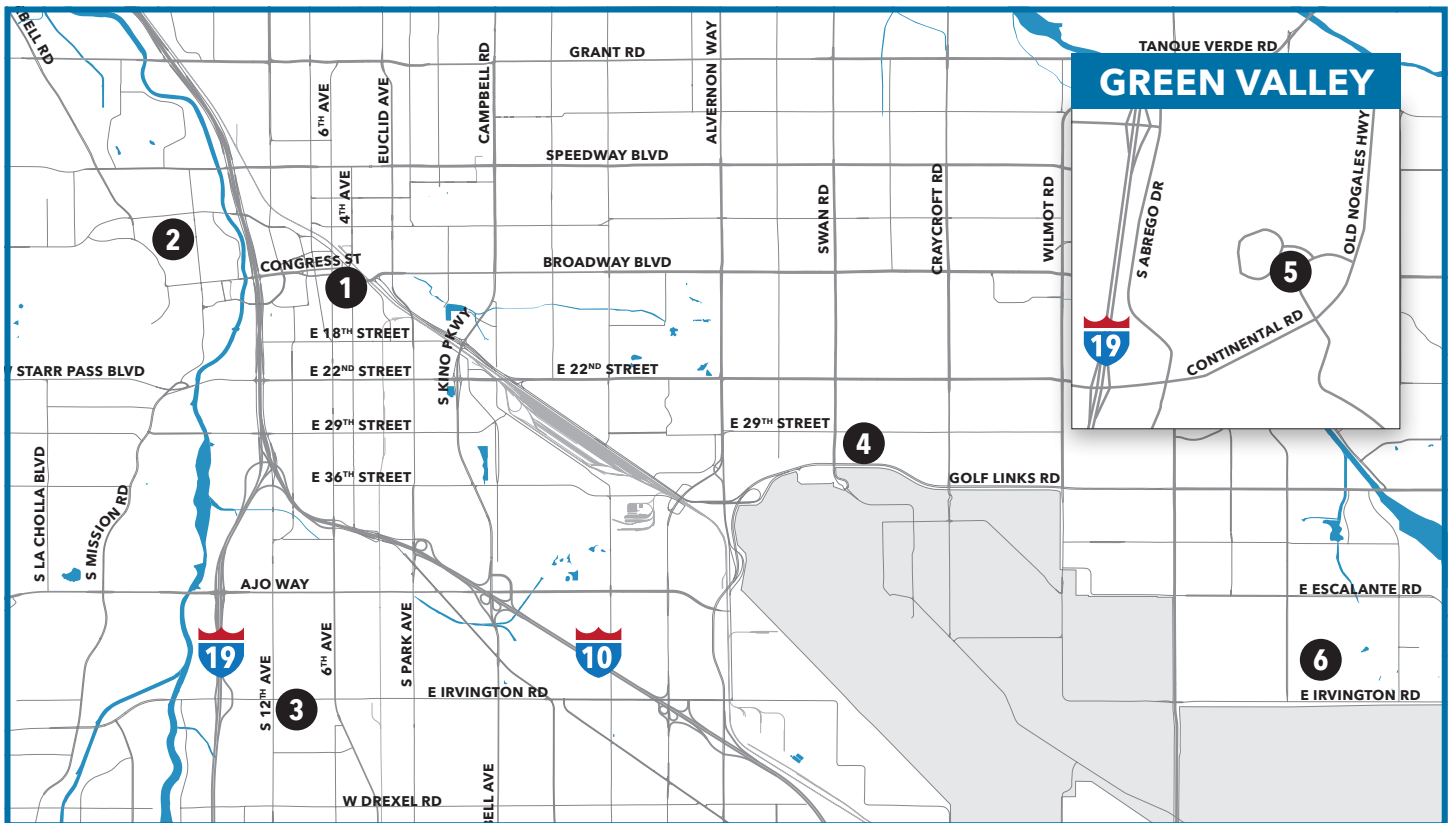 BELL RD
GRANT RD
TANQUE VERDE RD
GREEN VALLEY
6TH AVE
EUCLID AVE
CAMPBELL RD
ALVERNON WAY
SPEEDWAY BLVD
4TH AVE
SWAN RD
CRAYCROFT RD
WILMOT RD
S ABREGO DR
OLD NOGALES HWY
2
CONGRESS ST
BROADWAY BLVD
1
5
E 18TH STREET
S KINO PKWY
CONTINENTAL RD
19
W STARR PASS BLVD
E 22ND STREET
E 22ND STREET
E 29TH STREET
E 29TH STREET
4
S LA CHOLLA BLVD
S MISSION RD
E 36TH STREET
GOLF LINKS RD
AJO WAY
E ESCALANTE RD
19
S 12TH AVE
6TH AVE
S PARK AVE
10
6
3
E IRVINGTON RD
E IRVINGTON RD
W DREXEL RD
BELL AVE